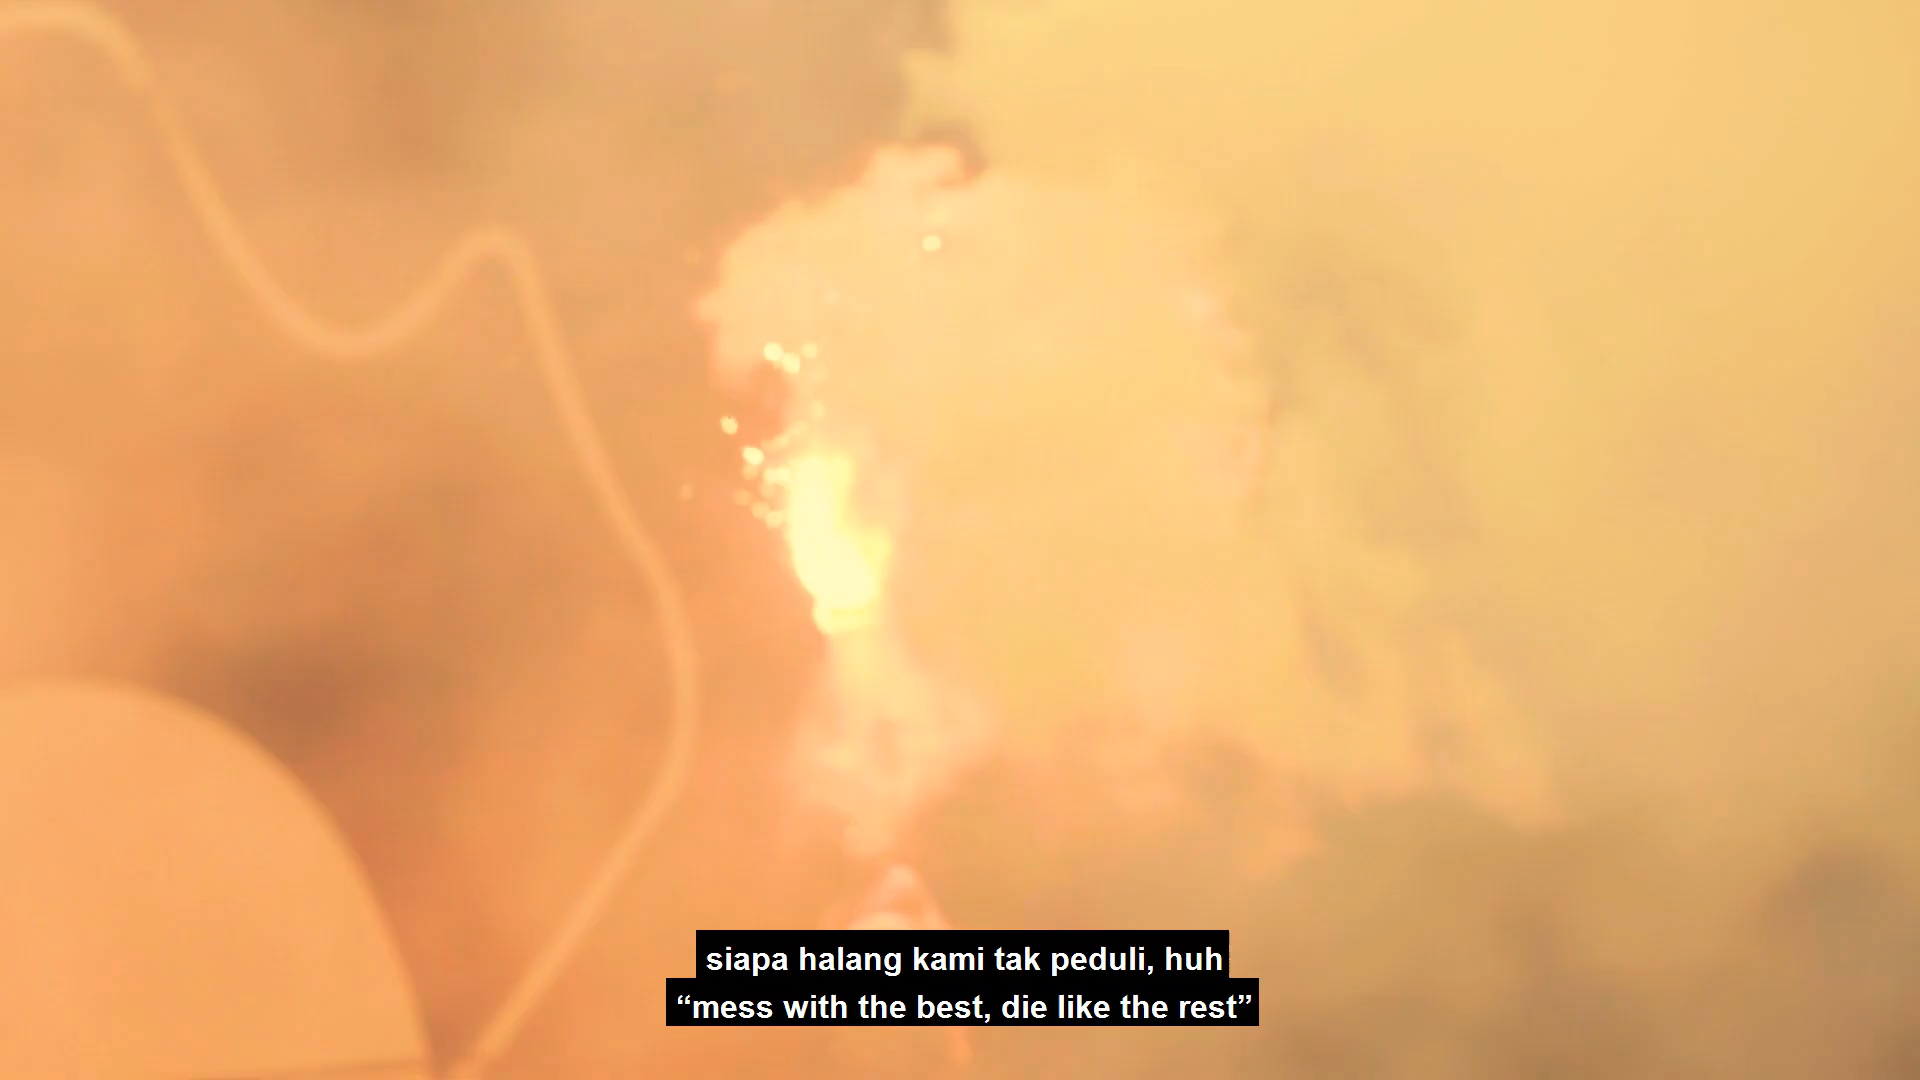 siapa halang kami tak peduli, huh
“mess with the best, die like the rest”